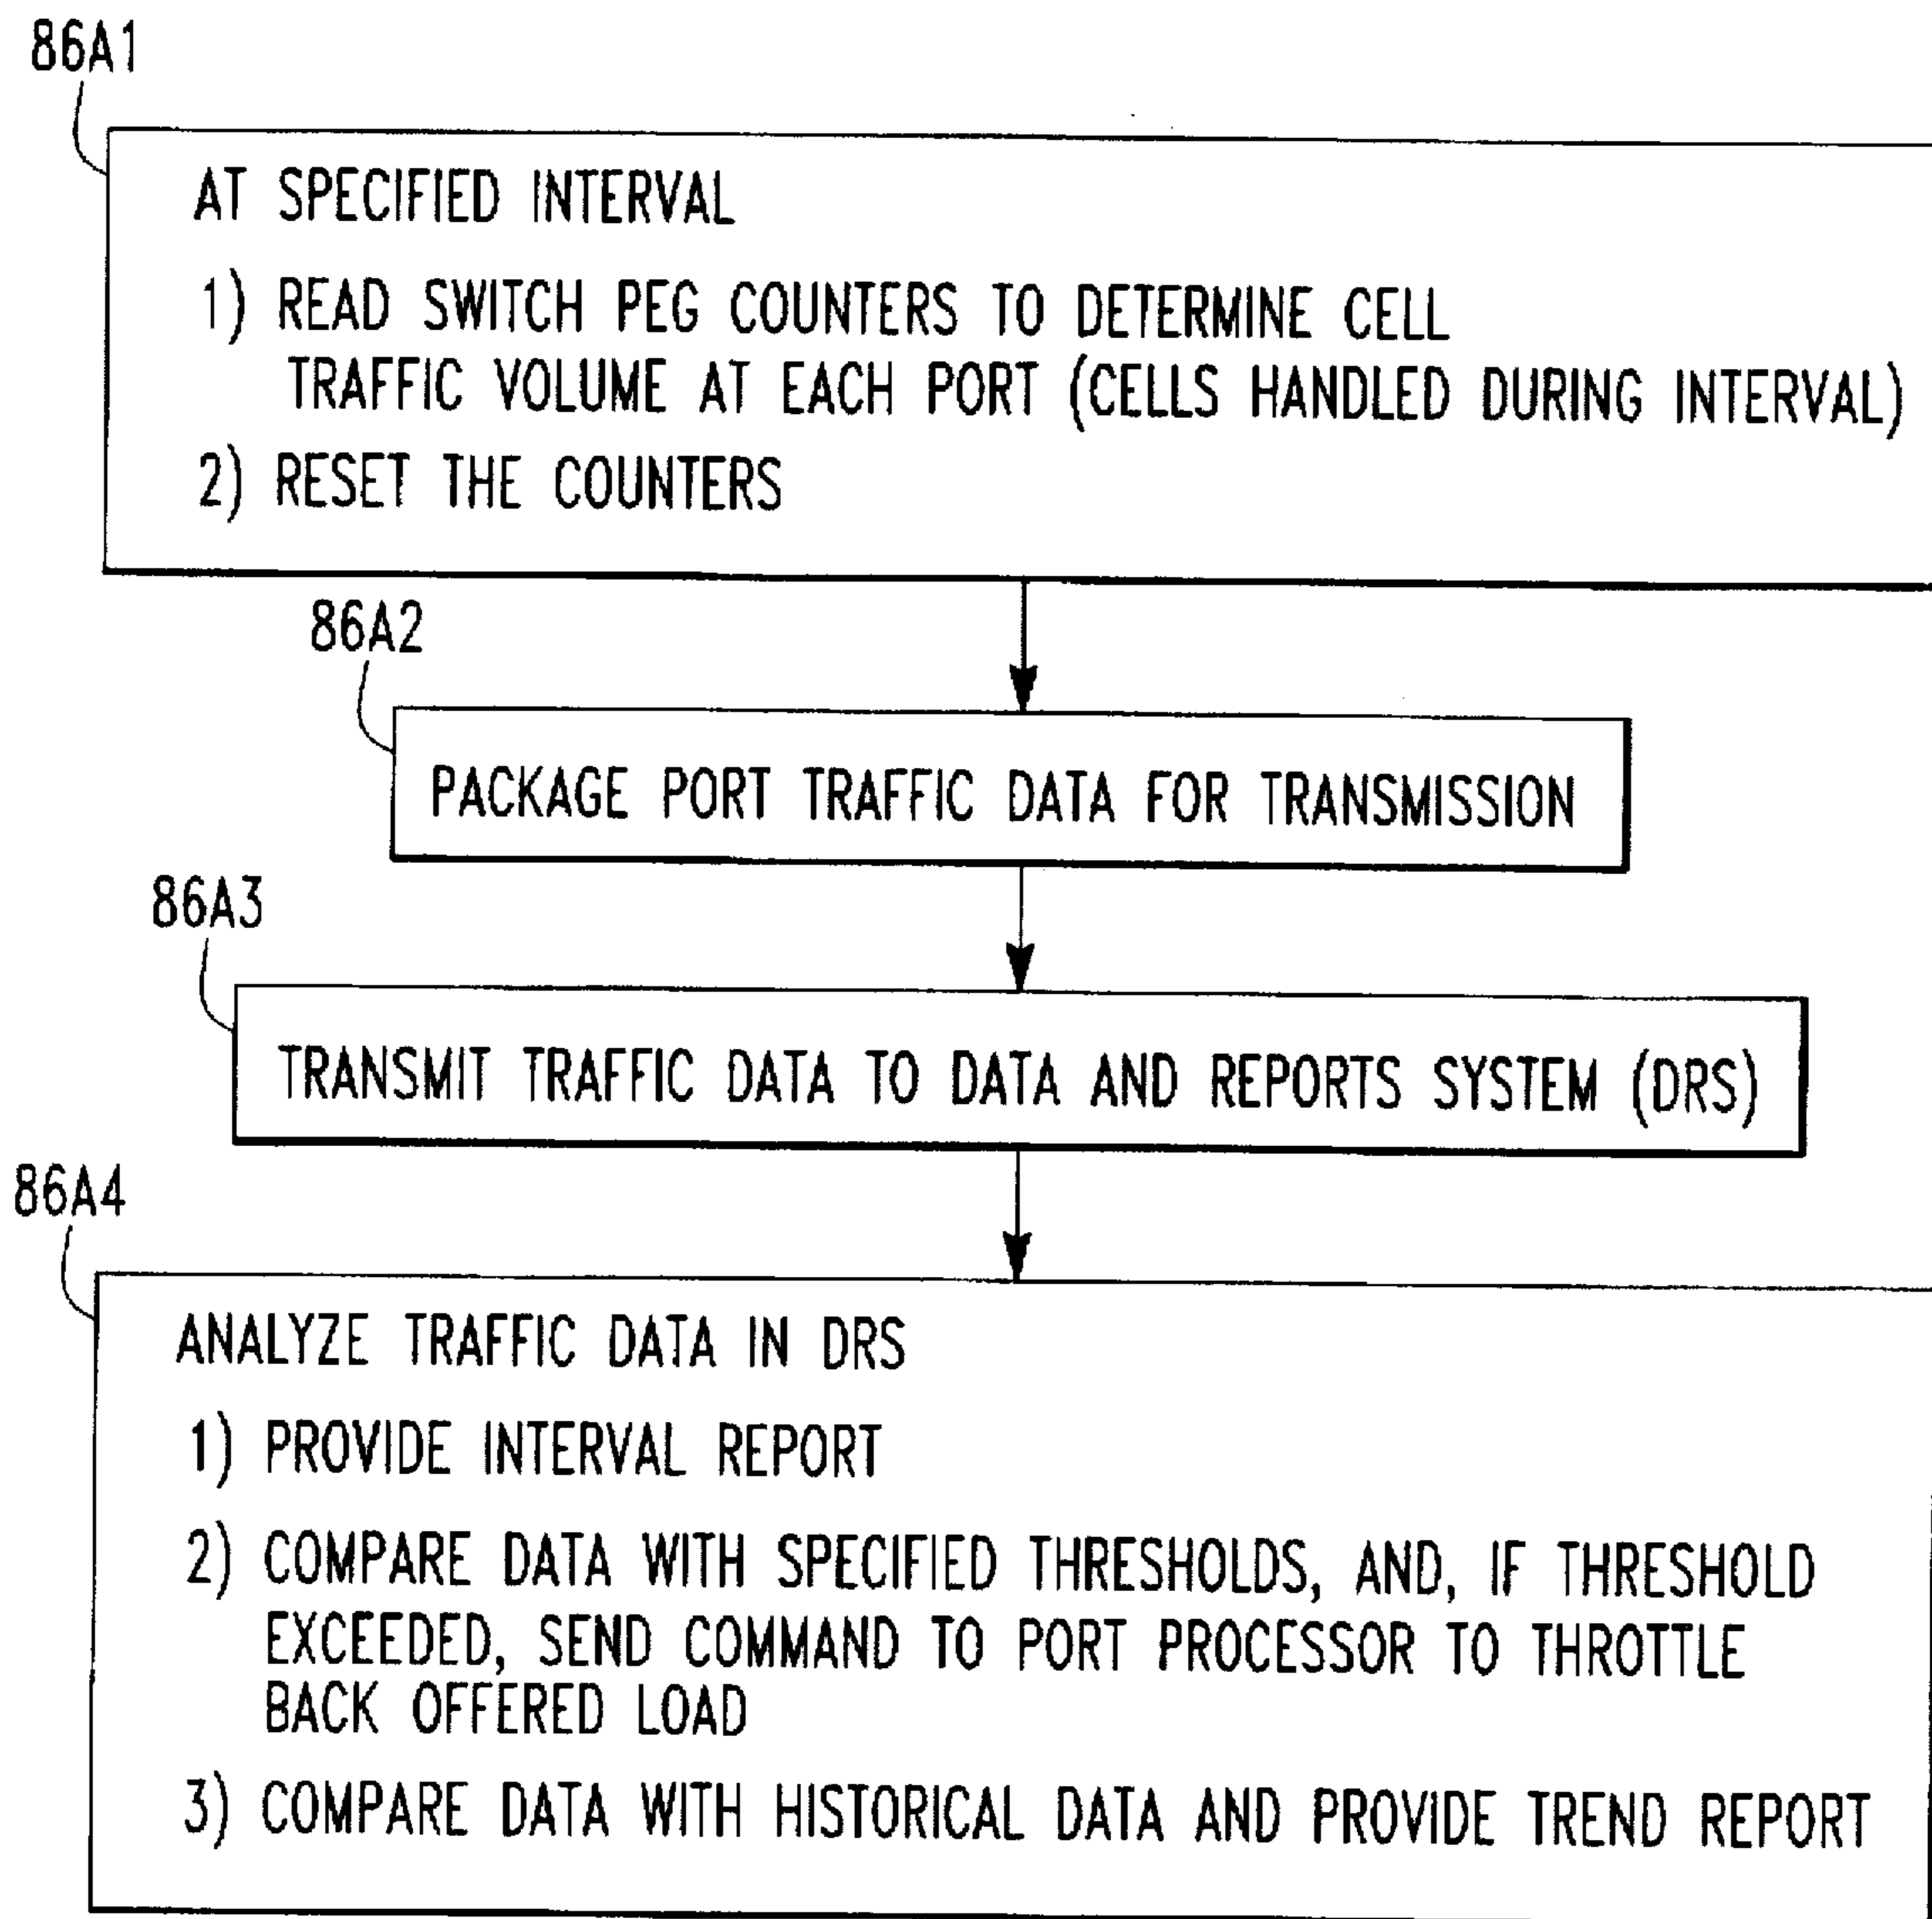 86A1
AT SPECIFIED INTERVAL
1) READ SWITCH PEG COUNTERS TO DETERMINE CELL
TRAFFIC VOLUME AT EACH PORT (CELLS HANDLED DURING INTERVAL)
2) RESET THE COUNTERS
86A2
PACKAGE PORT TRAFFIC DATA FOR TRANSMISSION
86A3
TRANSMIT TRAFFIC DATA TO DATA AND REPORTS SYSTEM (DRS)
86A4
ANALYZE TRAFFIC DATA IN DRS
1) PROVIDE INTERVAL REPORT
2) COMPARE DATA WITH SPECIFIED THRESHOLDS, AND, IF THRESHOLD
EXCEEDED, SEND COMMAND TO PORT PROCESSOR TO THROTTLE
BACK OFFERED LOAD
3) COMPARE DATA WITH HISTORICAL DATA AND PROVIDE TREND REPORT